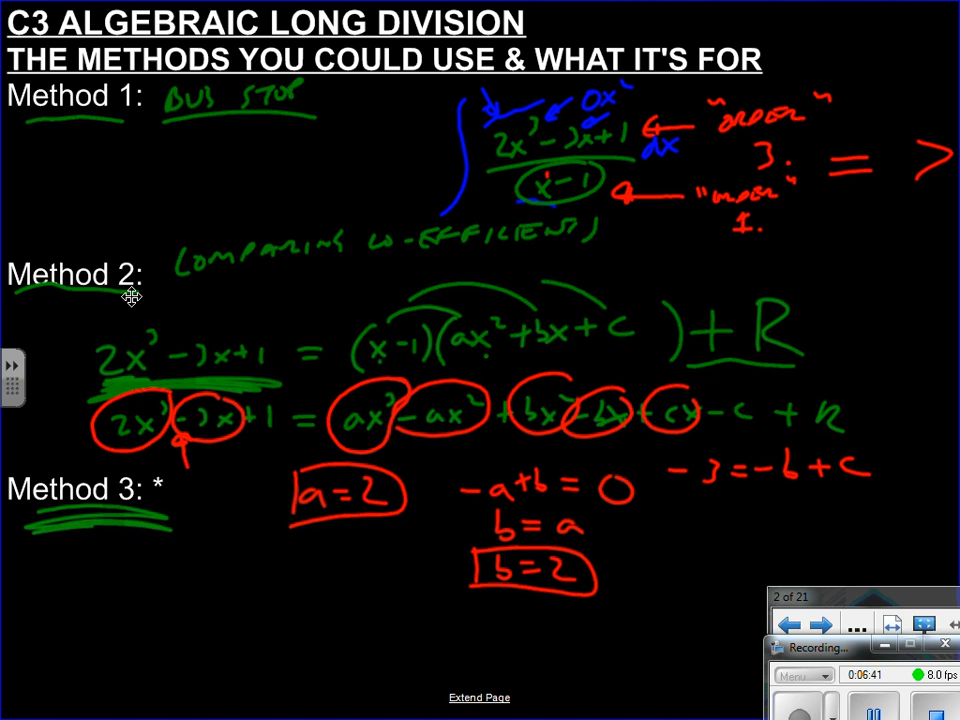 C3 ALGEBRAIC LONG DIVISION
THE METHODS YOU COULD USE & WHAT IT'S FOR
Method 1: BUS STOP
∫ (2x³ - 3x + 1)/(x - 1) dx
0x²
"ORDER" 3. = >
"ORDER" 1.
COMPARING CO-EFFICIENTS
Method 2:
2x³ - 3x + 1 = (x - 1)(ax² + bx + c) + R
2x³ - 3x + 1 = ax³ - ax² + bx² - bx + cx - c + R
-3 = -b + c
Method 3: * a = 2 -a + b = 0
b = a
b = 2
2 of 21
Recording...
Menu 0:06:41 8.0 fps
Extend Page